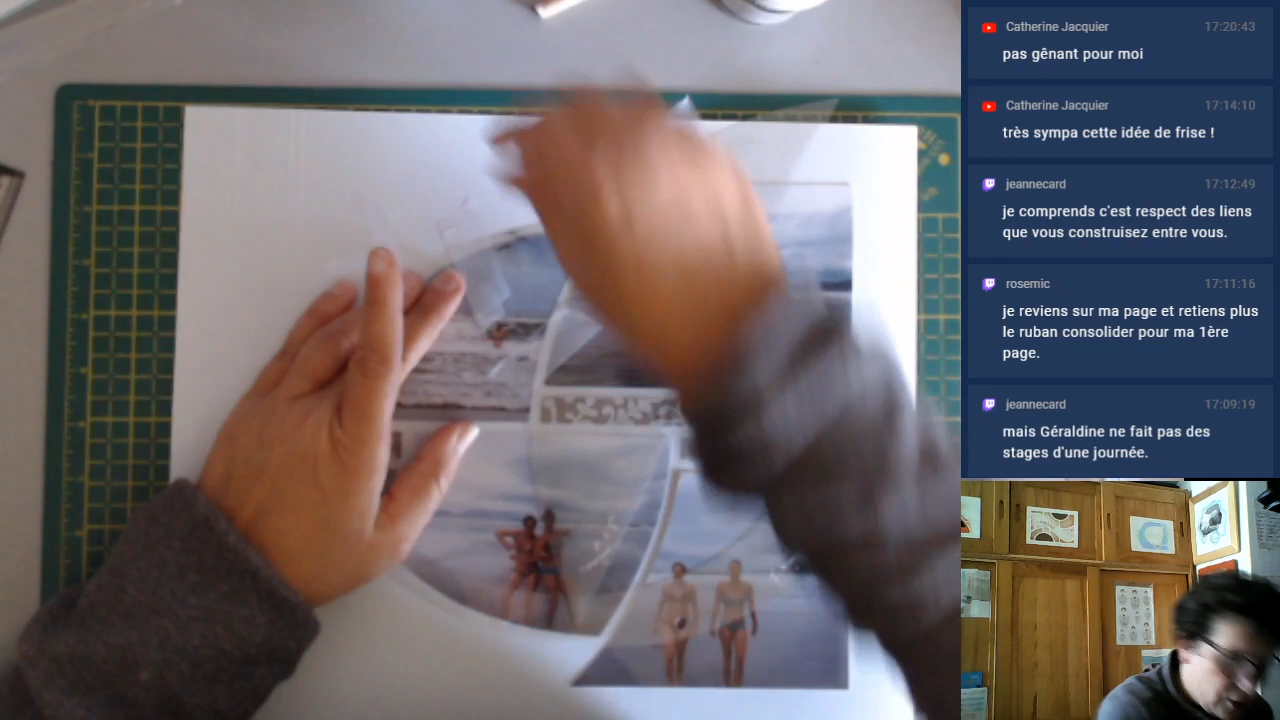 Catherine Jacquier 17:20:43
pas gênant pour moi
Catherine Jacquier 17:14:10
très sympa cette idée de frise !
jeannecard 17:12:49
je comprends c'est respect des liens
que vous construisez entre vous.
rosemic 17:11:16
je reviens sur ma page et retiens plus
le ruban consolider pour ma 1ère
page.
jeannecard 17:09:19
mais Géraldine ne fait pas des
stages d'une journée.